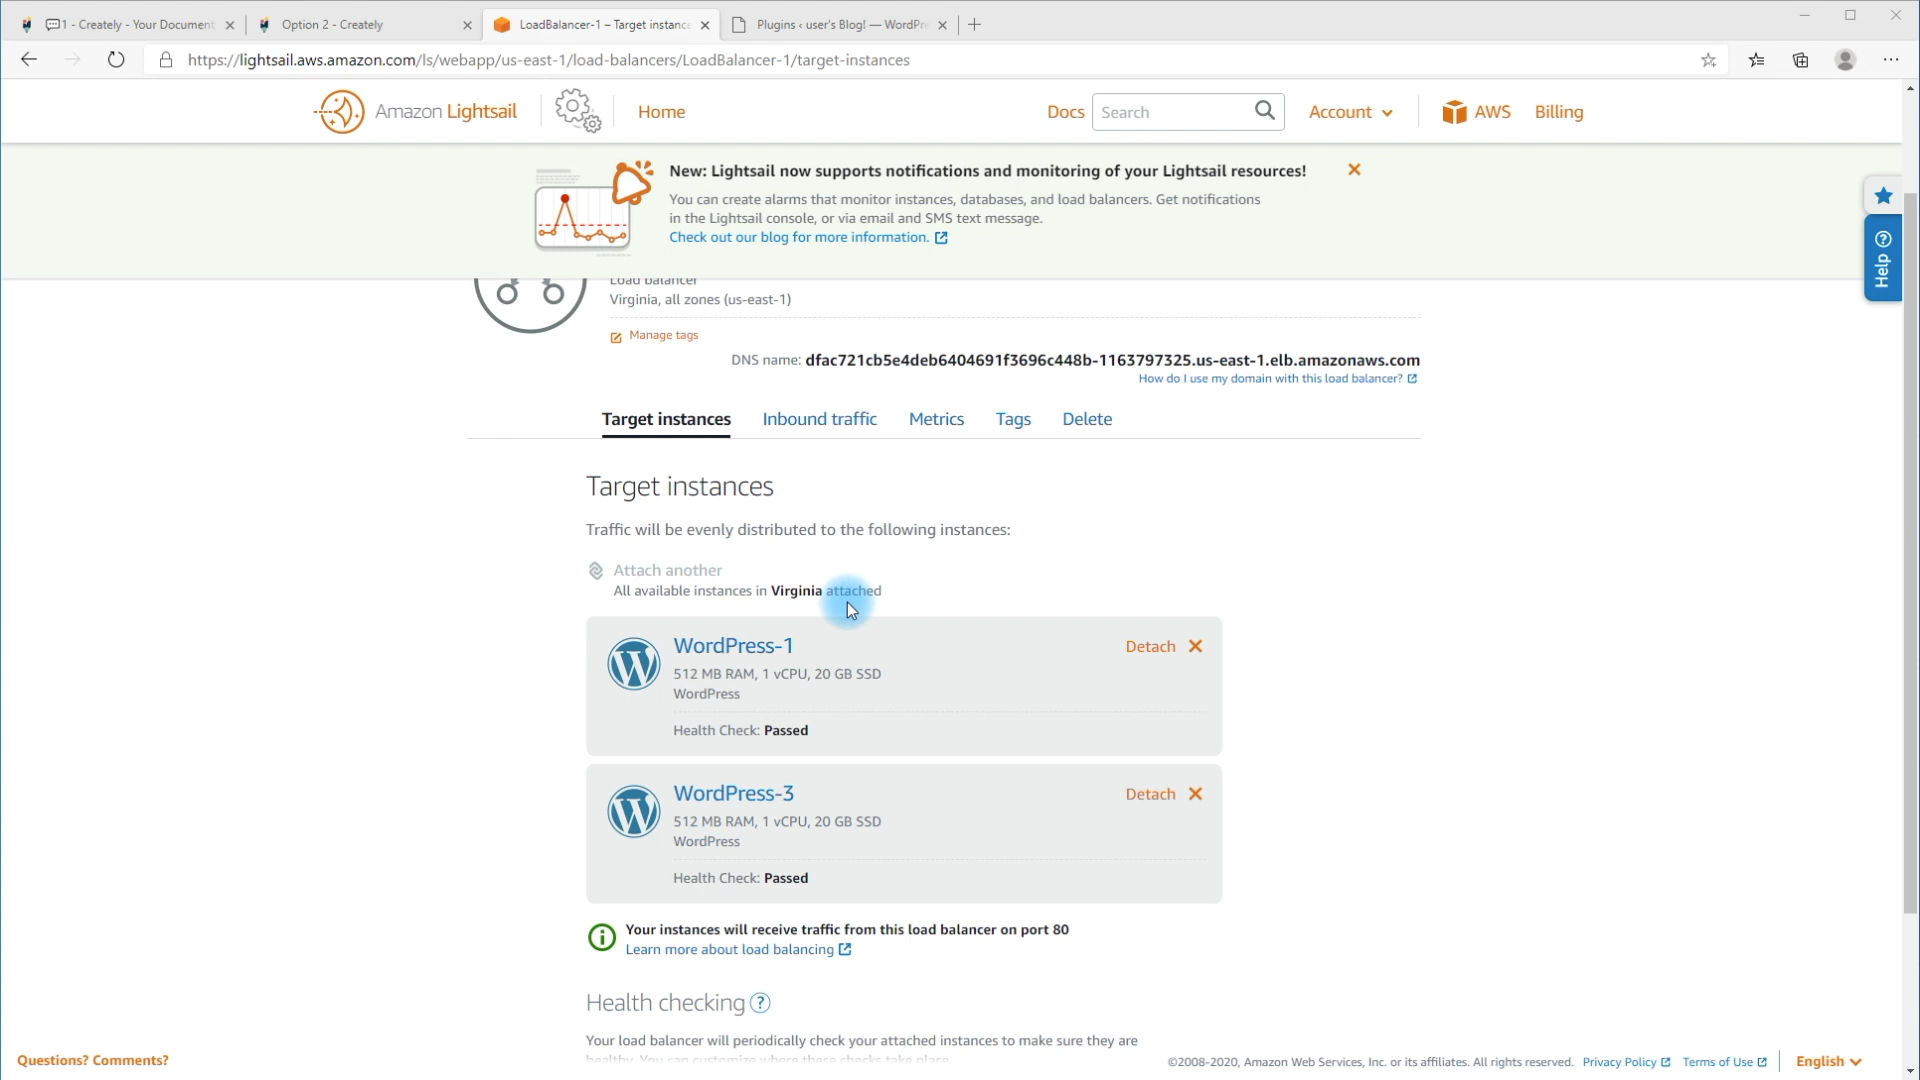 1 - Creately - Your Document
Option 2 - Creately
LoadBalancer-1 – Target instance
Plugins ‹ user's Blog! — WordPr
https://lightsail.aws.amazon.com/ls/webapp/us-east-1/load-balancers/LoadBalancer-1/target-instances
Amazon Lightsail
Home
Docs
Search
Account
AWS
Billing
New: Lightsail now supports notifications and monitoring of your Lightsail resources!
You can create alarms that monitor instances, databases, and load balancers. Get notifications
in the Lightsail console, or via email and SMS text message.
Check out our blog for more information.
Help
Load balancer
Virginia, all zones (us-east-1)
Manage tags
DNS name: dfac721cb5e4deb6404691f3696c448b-1163797325.us-east-1.elb.amazonaws.com
How do I use my domain with this load balancer?
Target instances
Inbound traffic
Metrics
Tags
Delete
Target instances
Traffic will be evenly distributed to the following instances:
Attach another
All available instances in Virginia attached
WordPress-1
Detach
512 MB RAM, 1 vCPU, 20 GB SSD
WordPress
Health Check: Passed
WordPress-3
Detach
512 MB RAM, 1 vCPU, 20 GB SSD
WordPress
Health Check: Passed
Your instances will receive traffic from this load balancer on port 80
Learn more about load balancing
Health checking
Your load balancer will periodically check your attached instances to make sure they are
healthy. You can customize where these checks take place.
Questions? Comments?
©2008-2020, Amazon Web Services, Inc. or its affiliates. All rights reserved.
Privacy Policy
Terms of Use
English